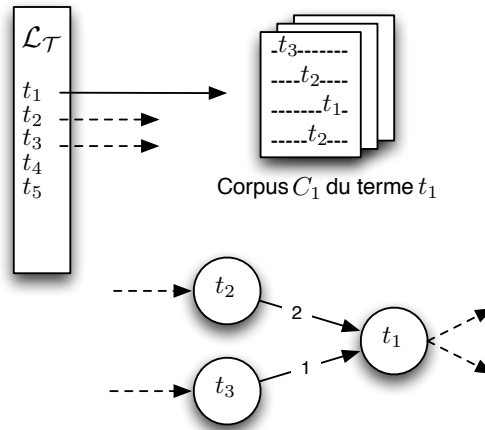 𝓛𝒯
t₁
t₂
t₃
t₄
t₅
..t₃.......
....t₂....
.......t₁.
.....t₂...
Corpus C₁ du terme t₁
t₂
2
t₁
1
t₃